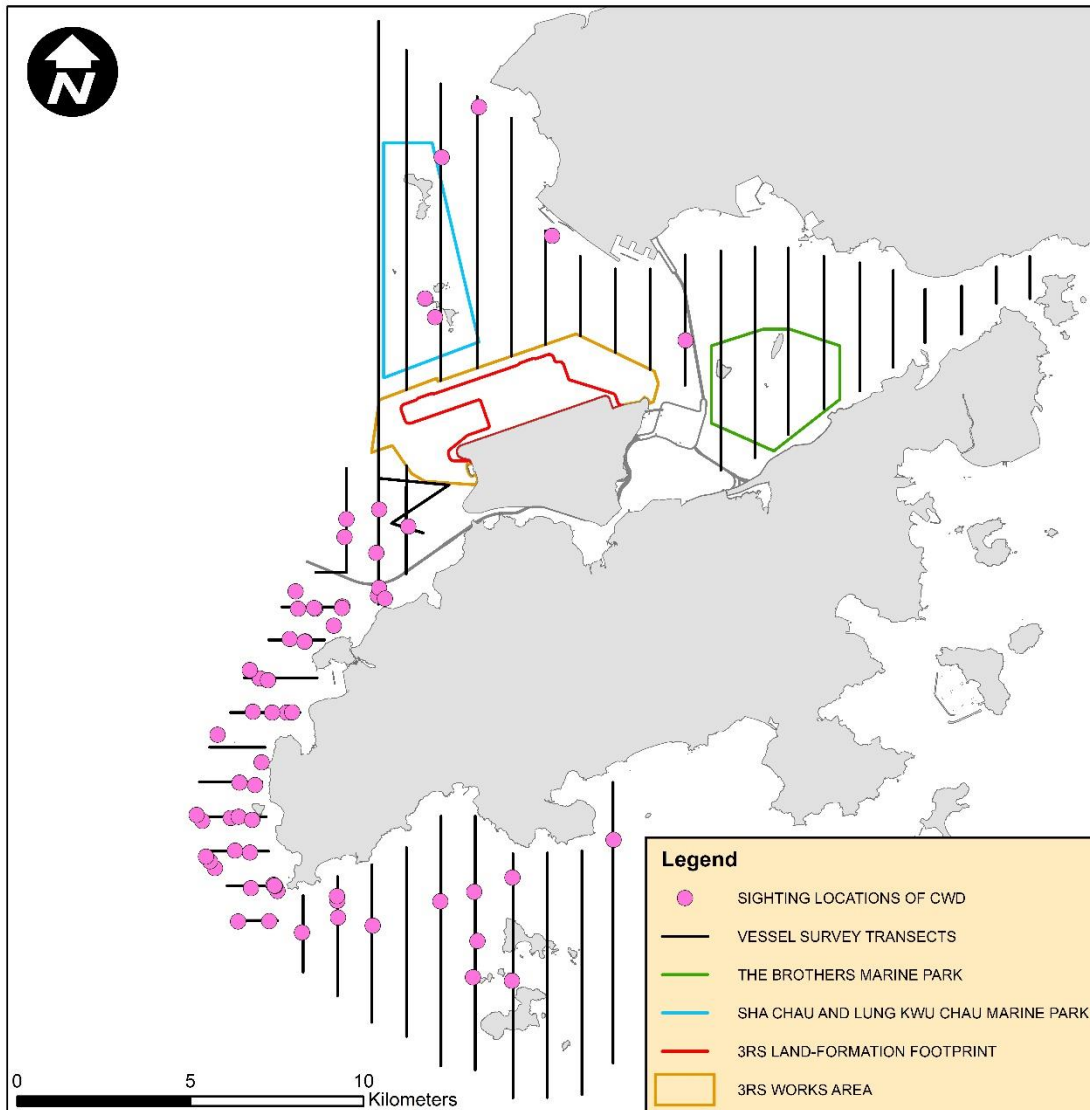 N
Legend
SIGHTING LOCATIONS OF CWD
VESSEL SURVEY TRANSECTS
THE BROTHERS MARINE PARK
SHA CHAU AND LUNG KWU CHAU MARINE PARK
3RS LAND-FORMATION FOOTPRINT
3RS WORKS AREA
0 5 10
Kilometers